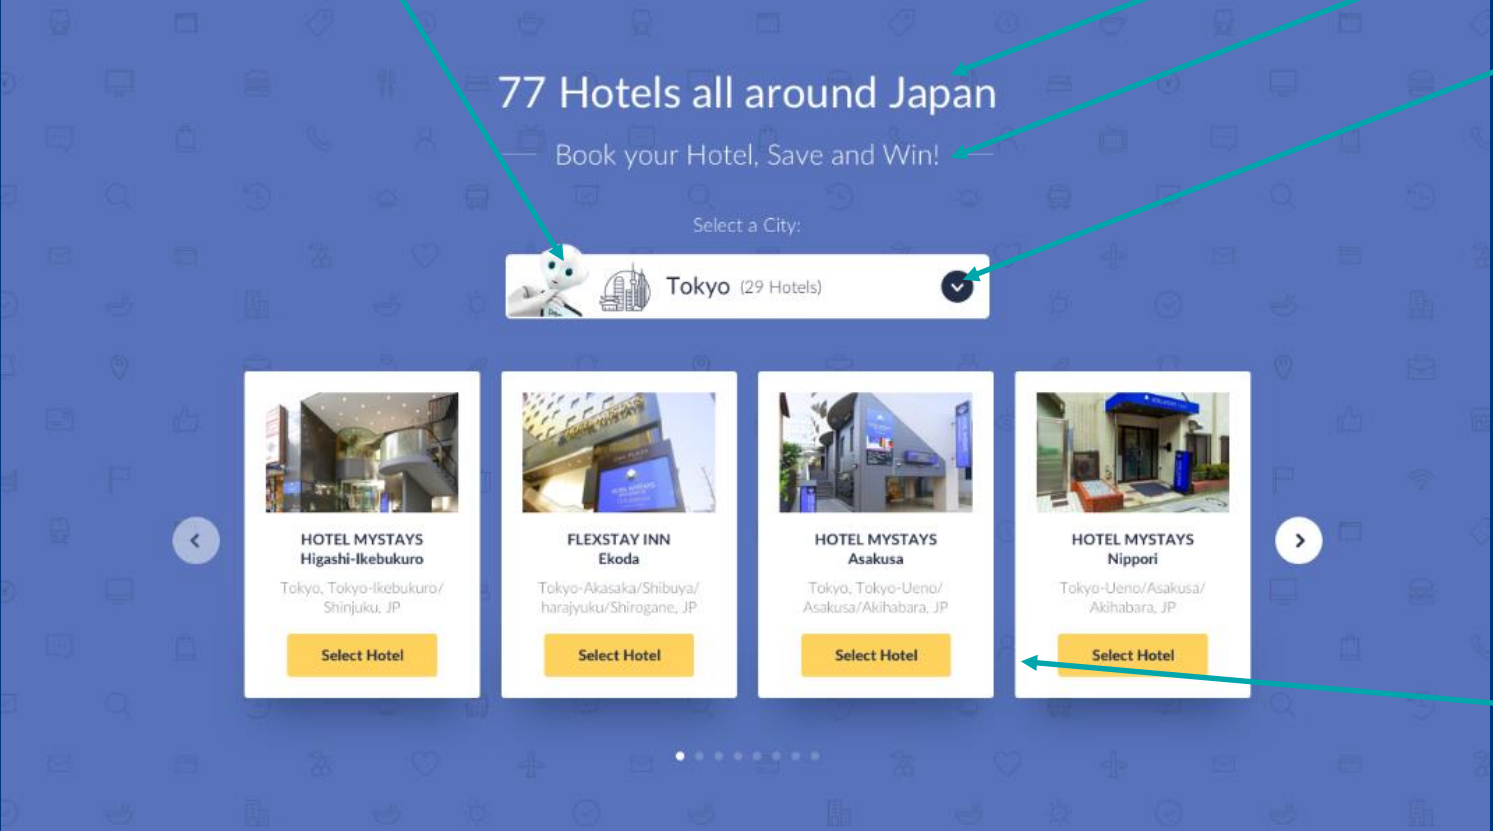 77 Hotels all around Japan
Book your Hotel, Save and Win!
Select a City:
Tokyo (29 Hotels)
HOTEL MYSTAYS
Higashi-Ikebukuro
Tokyo, Tokyo-Ikebukuro/
Shinjuku, JP
Select Hotel
FLEXSTAY INN
Ekoda
Tokyo-Akasaka/Shibuya/
harajyuku/Shirogane, JP
Select Hotel
HOTEL MYSTAYS
Asakusa
Tokyo, Tokyo-Ueno/
Asakusa/Akihabara, JP
Select Hotel
HOTEL MYSTAYS
Nippori
Tokyo-Ueno/Asakusa/
Akihabara, JP
Select Hotel